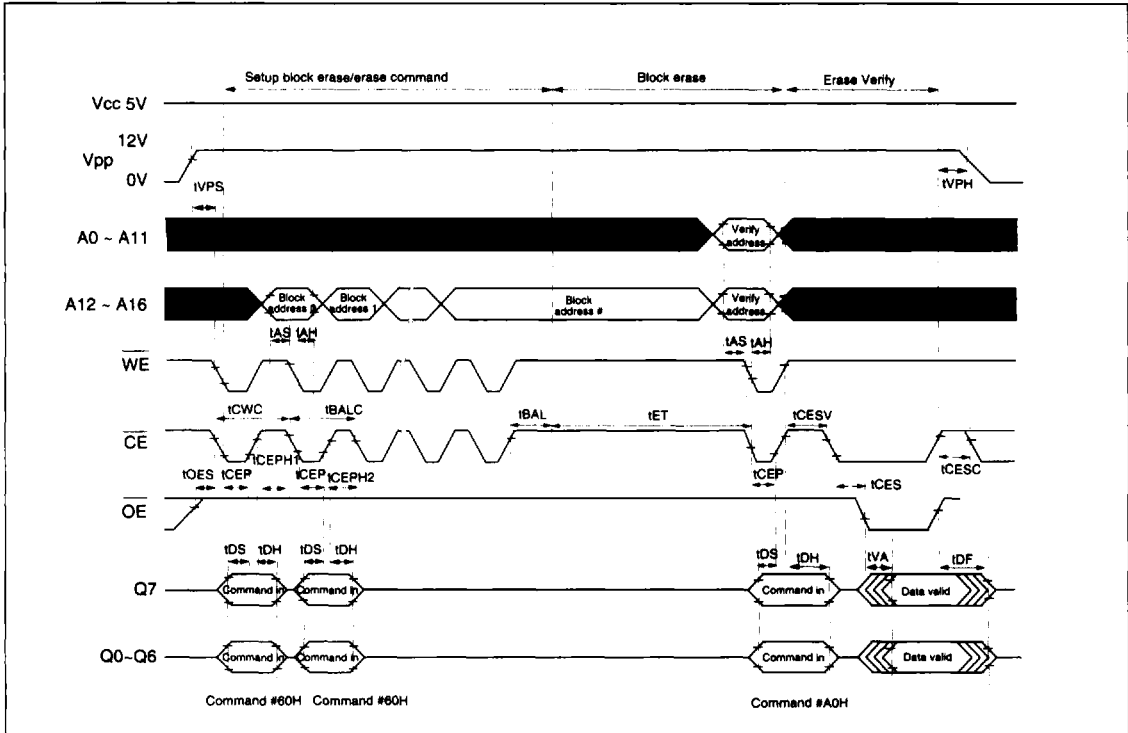 Setup block erase/erase command Block erase Erase Verify
Vcc 5V
12V
Vpp
0V
tVPS tVPH
A0 ~ A11 Verify address
A12 ~ A16 Block address 0 Block address 1 Block address # Verify address
tAS tAH tAS tAH
WE
tCWC tBALC tBAL tET tCESV
CE
tOES tCEP tCEPH1 tCEP tCEPH2 tCEP tCES tCESC
OE
tDS tDH tDS tDH tDS tDH tVA tDF
Q7 Command in Command in Command in Data valid
Q0~Q6 Command in Command in Command in Data valid
Command #60H Command #60H Command #A0H